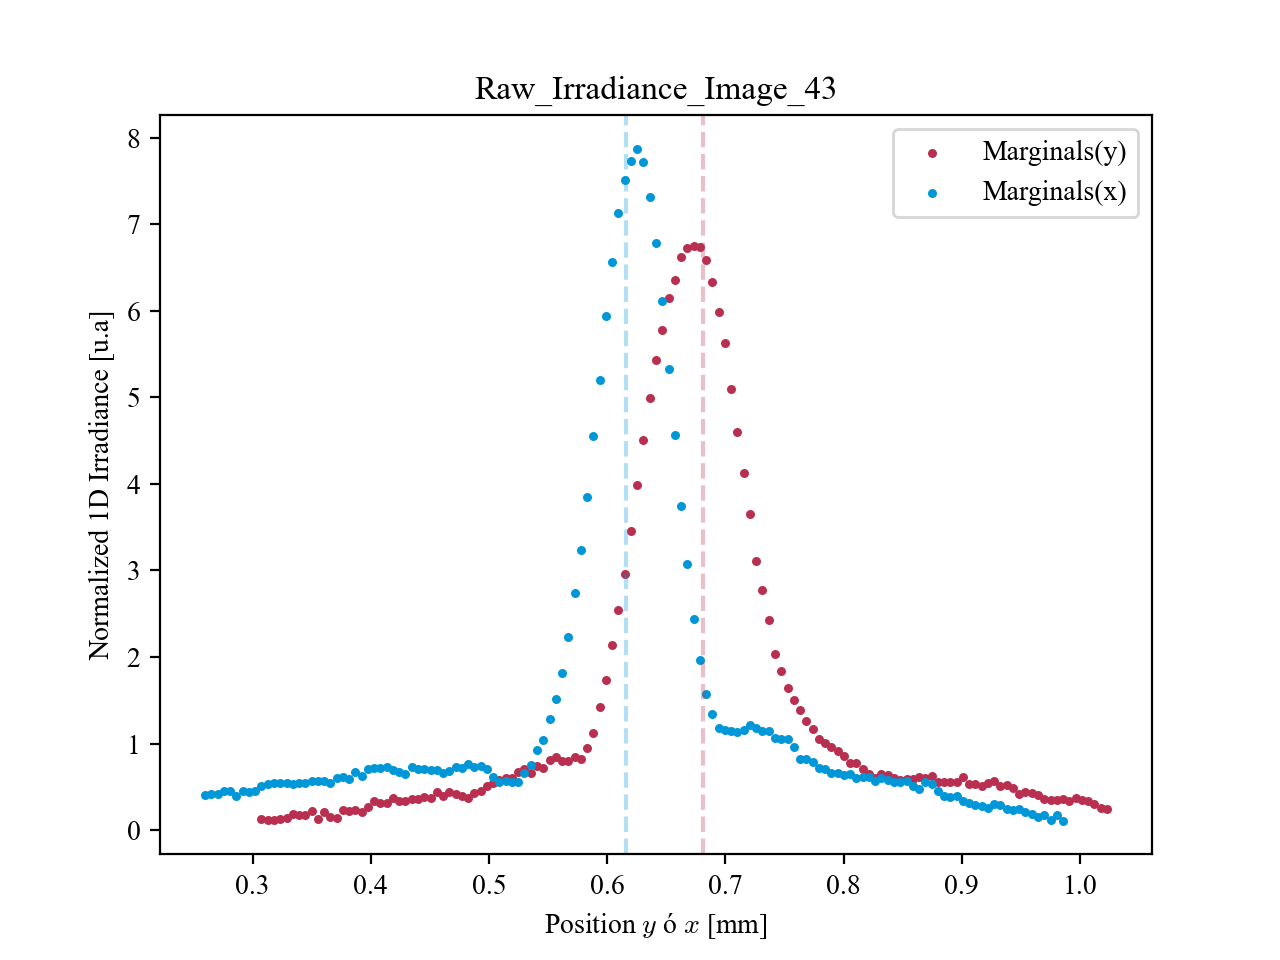 Raw_Irradiance_Image_43
Marginals(y)
Marginals(x)
Normalized 1D Irradiance [u.a]
8
7
6
5
4
3
2
1
0
0.3 0.4 0.5 0.6 0.7 0.8 0.9 1.0
Position y ó x [mm]